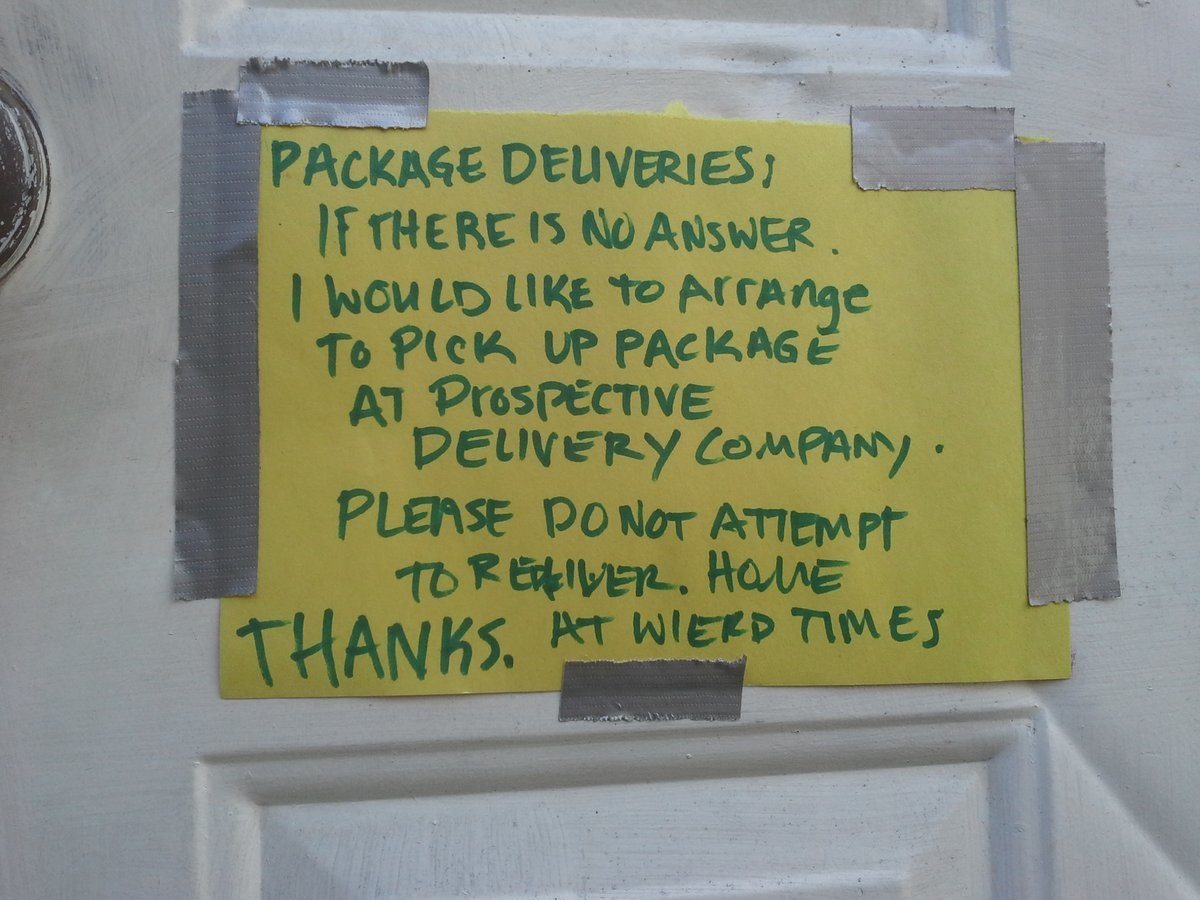 PACKAGE DELIVERIES;
IF THERE IS NO ANSWER.
I WOULD LIKE TO ArrAnge
TO PICK UP PACKAGE
AT PrOSPECTIVE
DELIVERY COMPANY.
PLEASE DO NOT ATTEMPT
TO REDELIVER. HOME
THANKS. AT WIERD TIMES